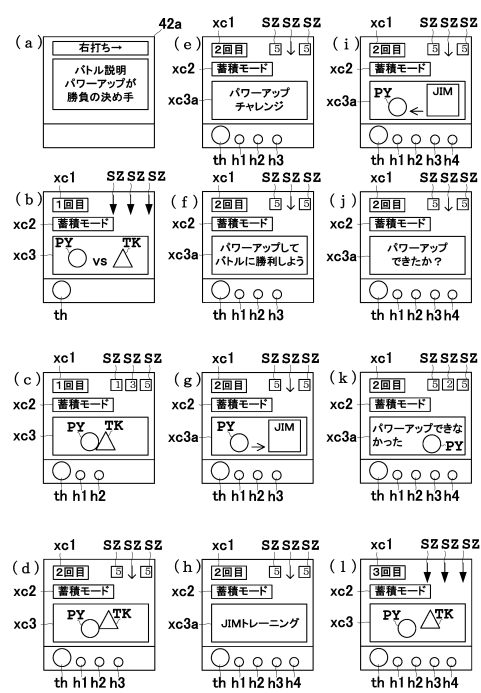 (a)
42a
右打ち→
バトル説明
パワーアップが
勝負の決め手
(b)
xc1
SZ SZ SZ
1回目
xc2
蓄積モード
xc3
PY
vs
TK
th
(c)
xc1
SZ SZ SZ
1回目
1 3 5
xc2
蓄積モード
xc3
PY
TK
th h1 h2
(d)
xc1
SZ SZ SZ
2回目
5 ↓ 5
xc2
蓄積モード
xc3
PY
TK
th h1 h2 h3
(e)
xc1
SZ SZ SZ
2回目
5 ↓ 5
xc2
蓄積モード
xc3a
パワーアップ
チャレンジ
th h1 h2 h3
(f)
xc1
SZ SZ SZ
2回目
5 ↓ 5
xc2
蓄積モード
xc3a
パワーアップして
バトルに勝利しよう
th h1 h2 h3
(g)
xc1
SZ SZ SZ
2回目
5 ↓ 5
xc2
蓄積モード
xc3a
PY
→
JIM
th h1 h2 h3
(h)
xc1
SZ SZ SZ
2回目
5 ↓ 5
xc2
蓄積モード
xc3a
JIMトレーニング
th h1 h2 h3 h4
(i)
xc1
SZ SZ SZ
2回目
5 ↓ 5
xc2
蓄積モード
xc3a
PY
←
JIM
th h1 h2 h3 h4
(j)
xc1
SZ SZ SZ
2回目
5 ↓ 5
xc2
蓄積モード
xc3a
パワーアップ
できたか？
th h1 h2 h3 h4
(k)
xc1
SZ SZ SZ
2回目
5 2 5
xc2
蓄積モード
xc3a
パワーアップできな
かった
PY
th h1 h2 h3 h4
(l)
xc1
SZ SZ SZ
3回目
xc2
蓄積モード
xc3
PY
TK
th h1 h2 h3 h4